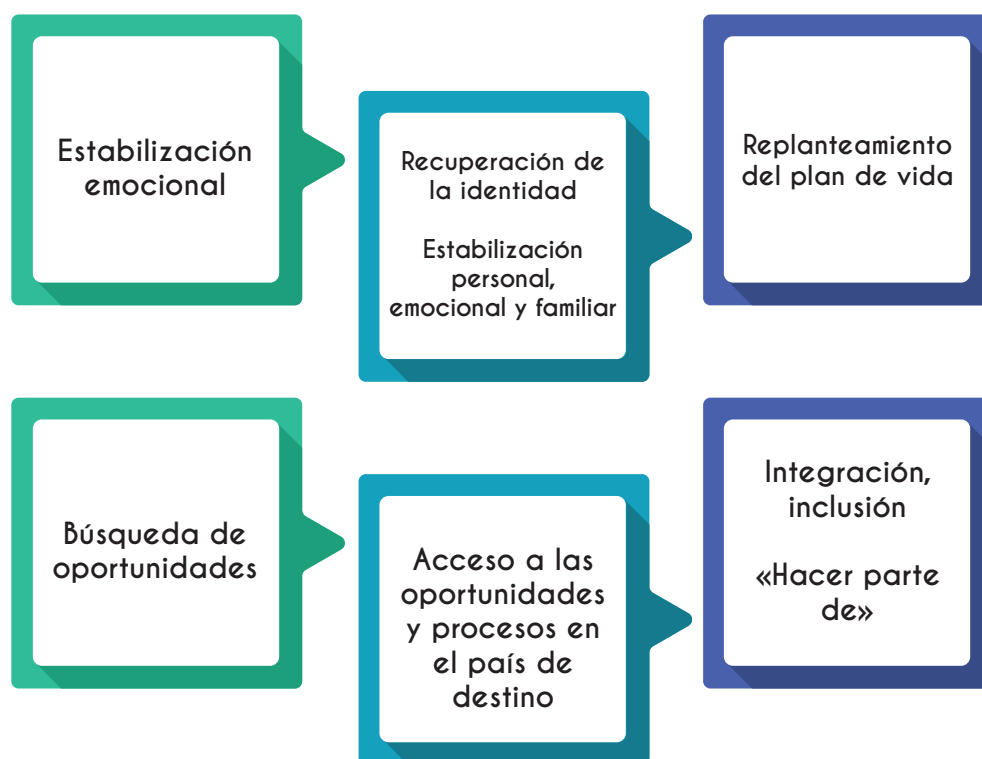 Estabilización
emocional
Recuperación de
la identidad
Estabilización
personal,
emocional y familiar
Replanteamiento
del plan de vida
Búsqueda de
oportunidades
Acceso a las
oportunidades
y procesos en
el país de
destino
Integración,
inclusión
«Hacer parte
de»